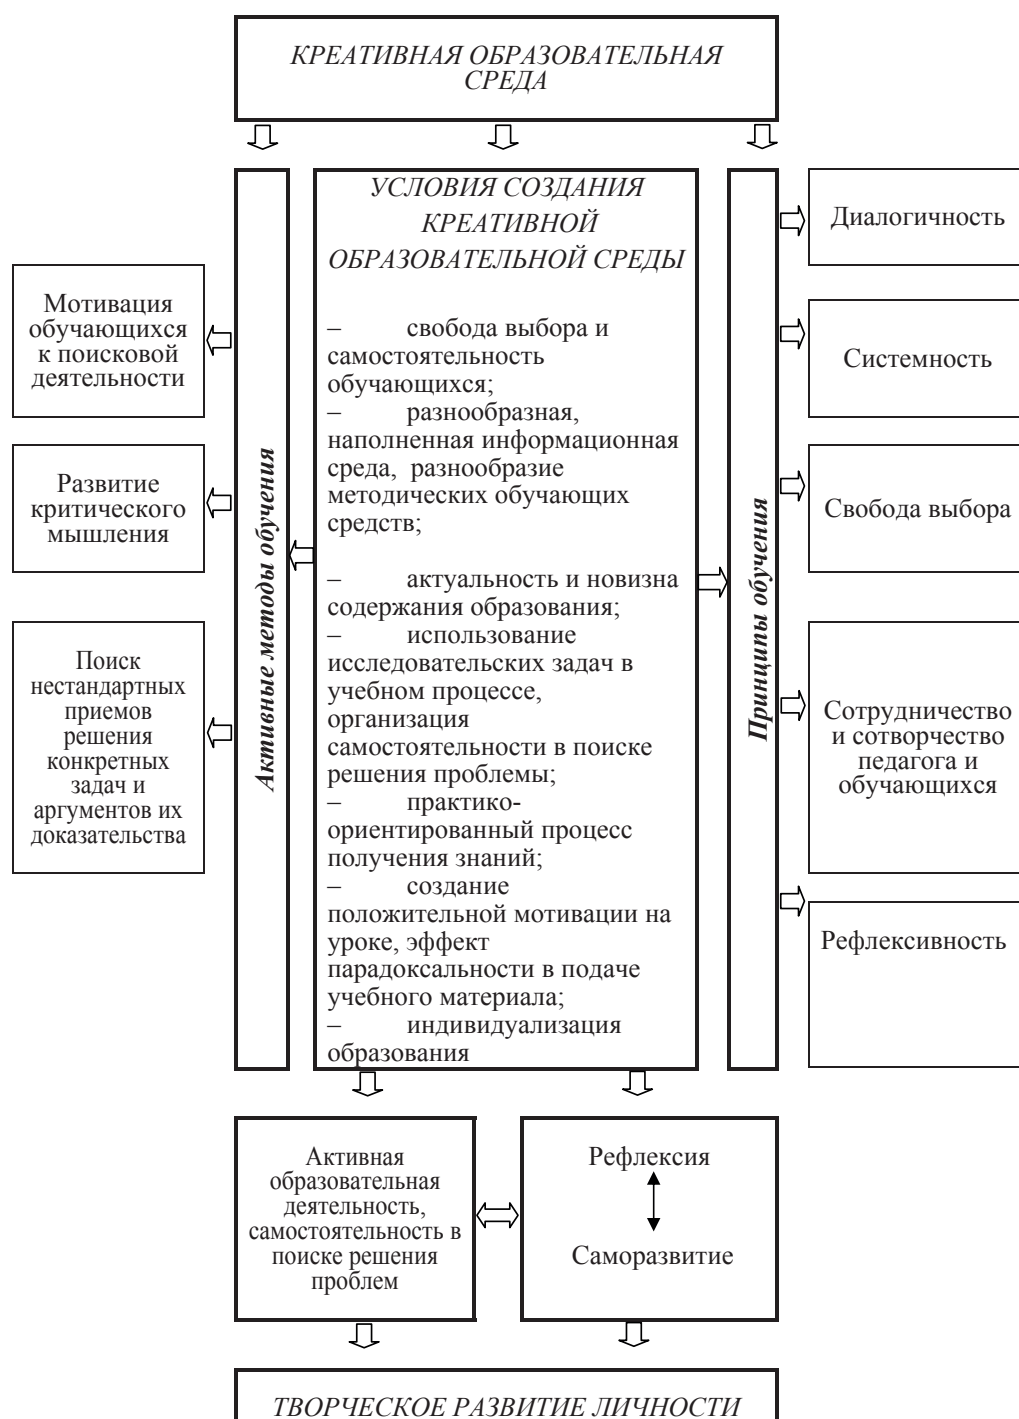 КРЕАТИВНАЯ ОБРАЗОВАТЕЛЬНАЯ
СРЕДА
Активные методы обучения
Мотивация
обучающихся
к поисковой
деятельности
Развитие
критического
мышления
Поиск
нестандартных
приемов
решения
конкретных
задач и
аргументов их
доказательства
УСЛОВИЯ СОЗДАНИЯ
КРЕАТИВНОЙ
ОБРАЗОВАТЕЛЬНОЙ СРЕДЫ
– свобода выбора и
самостоятельность
обучающихся;
– разнообразная,
наполненная информационная
среда, разнообразие
методических обучающих
средств;
– актуальность и новизна
содержания образования;
– использование
исследовательских задач в
учебном процессе,
организация
самостоятельности в поиске
решения проблемы;
– практико-
ориентированный процесс
получения знаний;
– создание
положительной мотивации на
уроке, эффект
парадоксальности в подаче
учебного материала;
– индивидуализация
образования
Принципы обучения
Диалогичность
Системность
Свобода выбора
Сотрудничество
и сотворчество
педагога и
обучающихся
Рефлексивность
Активная
образовательная
деятельность,
самостоятельность в
поиске решения
проблем
Рефлексия
Саморазвитие
ТВОРЧЕСКОЕ РАЗВИТИЕ ЛИЧНОСТИ